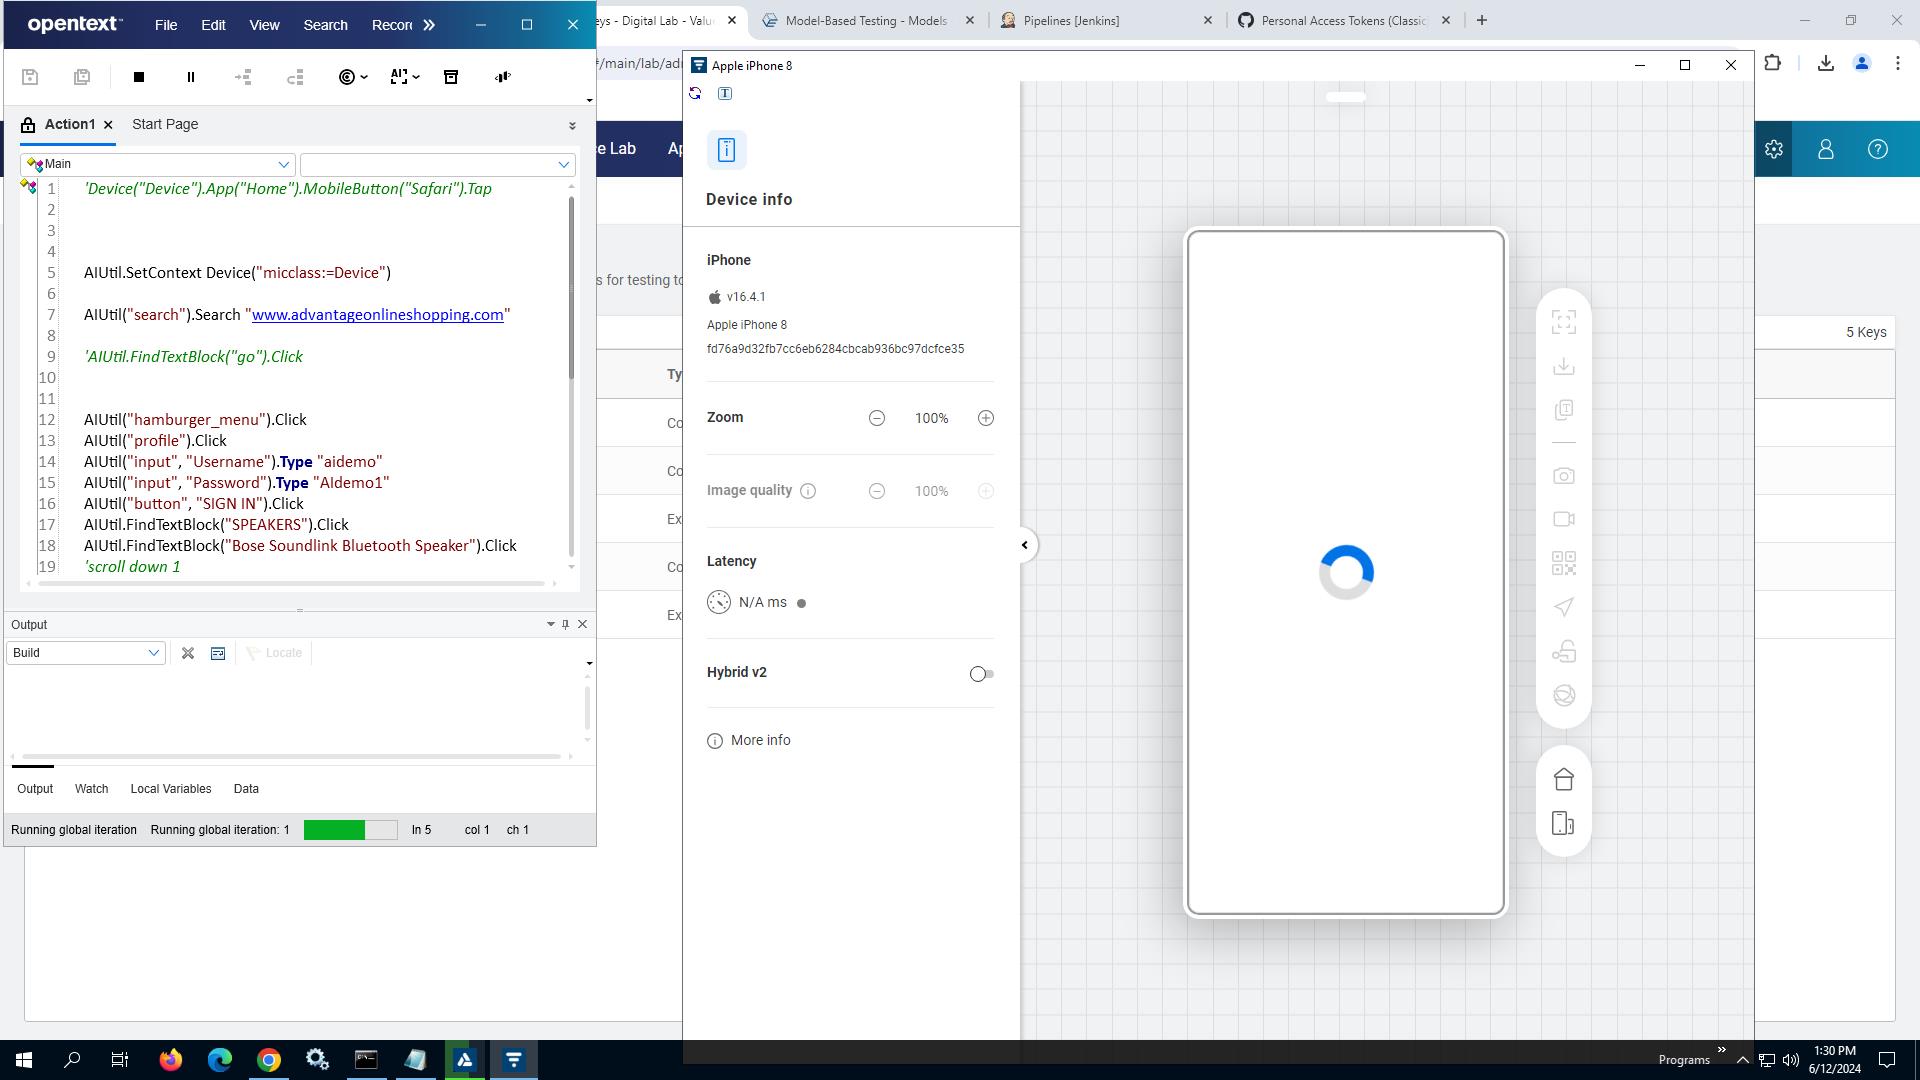 opentext™
File
Edit
View
Search
Recor
eys - Digital Lab - Value
Model-Based Testing - Models
Pipelines [Jenkins]
Personal Access Tokens (Classic
#/main/lab/adm
Apple iPhone 8
Action1
Start Page
ce Lab
Main
1 'Device("Device").App("Home").MobileButton("Safari").Tap
2
3
4
5 AIUtil.SetContext Device("micclass:=Device")
6
7 AIUtil("search").Search "www.advantageonlineshopping.com"
8
9 'AIUtil.FindTextBlock("go").Click
10
11
12 AIUtil("hamburger_menu").Click
13 AIUtil("profile").Click
14 AIUtil("input", "Username").Type "aidemo"
15 AIUtil("input", "Password").Type "AIdemo1"
16 AIUtil("button", "SIGN IN").Click
17 AIUtil.FindTextBlock("SPEAKERS").Click
18 AIUtil.FindTextBlock("Bose Soundlink Bluetooth Speaker").Click
19 'scroll down 1
Output
Build
Locate
Output
Watch
Local Variables
Data
Running global iteration
Running global iteration: 1
ln 5
col 1
ch 1
s for testing to
Ty
Co
Co
Ex
Co
Ex
5 Keys
Device info
iPhone
v16.4.1
Apple iPhone 8
fd76a9d32fb7cc6eb6284cbcab936bc97dcfce35
Zoom
100%
Image quality
100%
Latency
N/A ms
Hybrid v2
More info
Programs
1:30 PM
6/12/2024